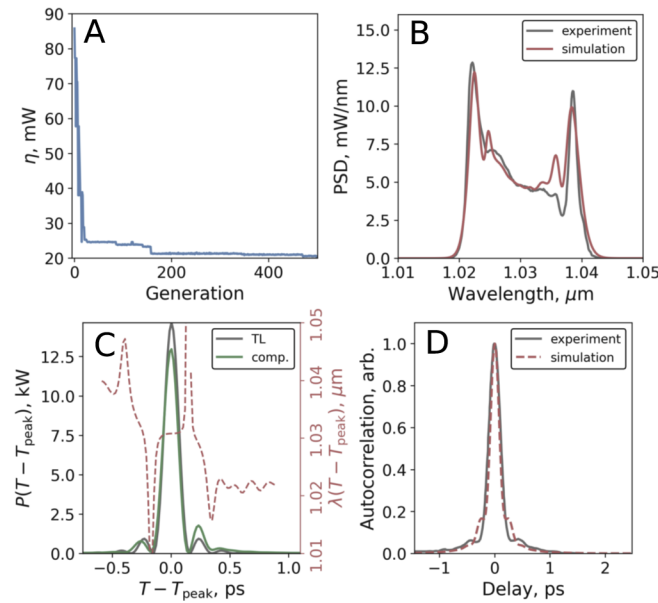 A
η, mW
90
80
70
60
50
40
30
20
0
200
400
Generation
B
experiment
simulation
PSD, mW/nm
15.0
12.5
10.0
7.5
5.0
2.5
0.0
1.01
1.02
1.03
1.04
1.05
Wavelength, μm
C
TL
comp.
P(T − Tpeak), kW
12.5
10.0
7.5
5.0
2.5
0.0
−0.5
0.0
0.5
1.0
T − Tpeak, ps
1.05
1.04
1.03
1.02
1.01
λ(T − Tpeak), μm
D
experiment
simulation
Autocorrelation, arb.
1.0
0.8
0.6
0.4
0.2
0.0
−1
0
1
2
Delay, ps